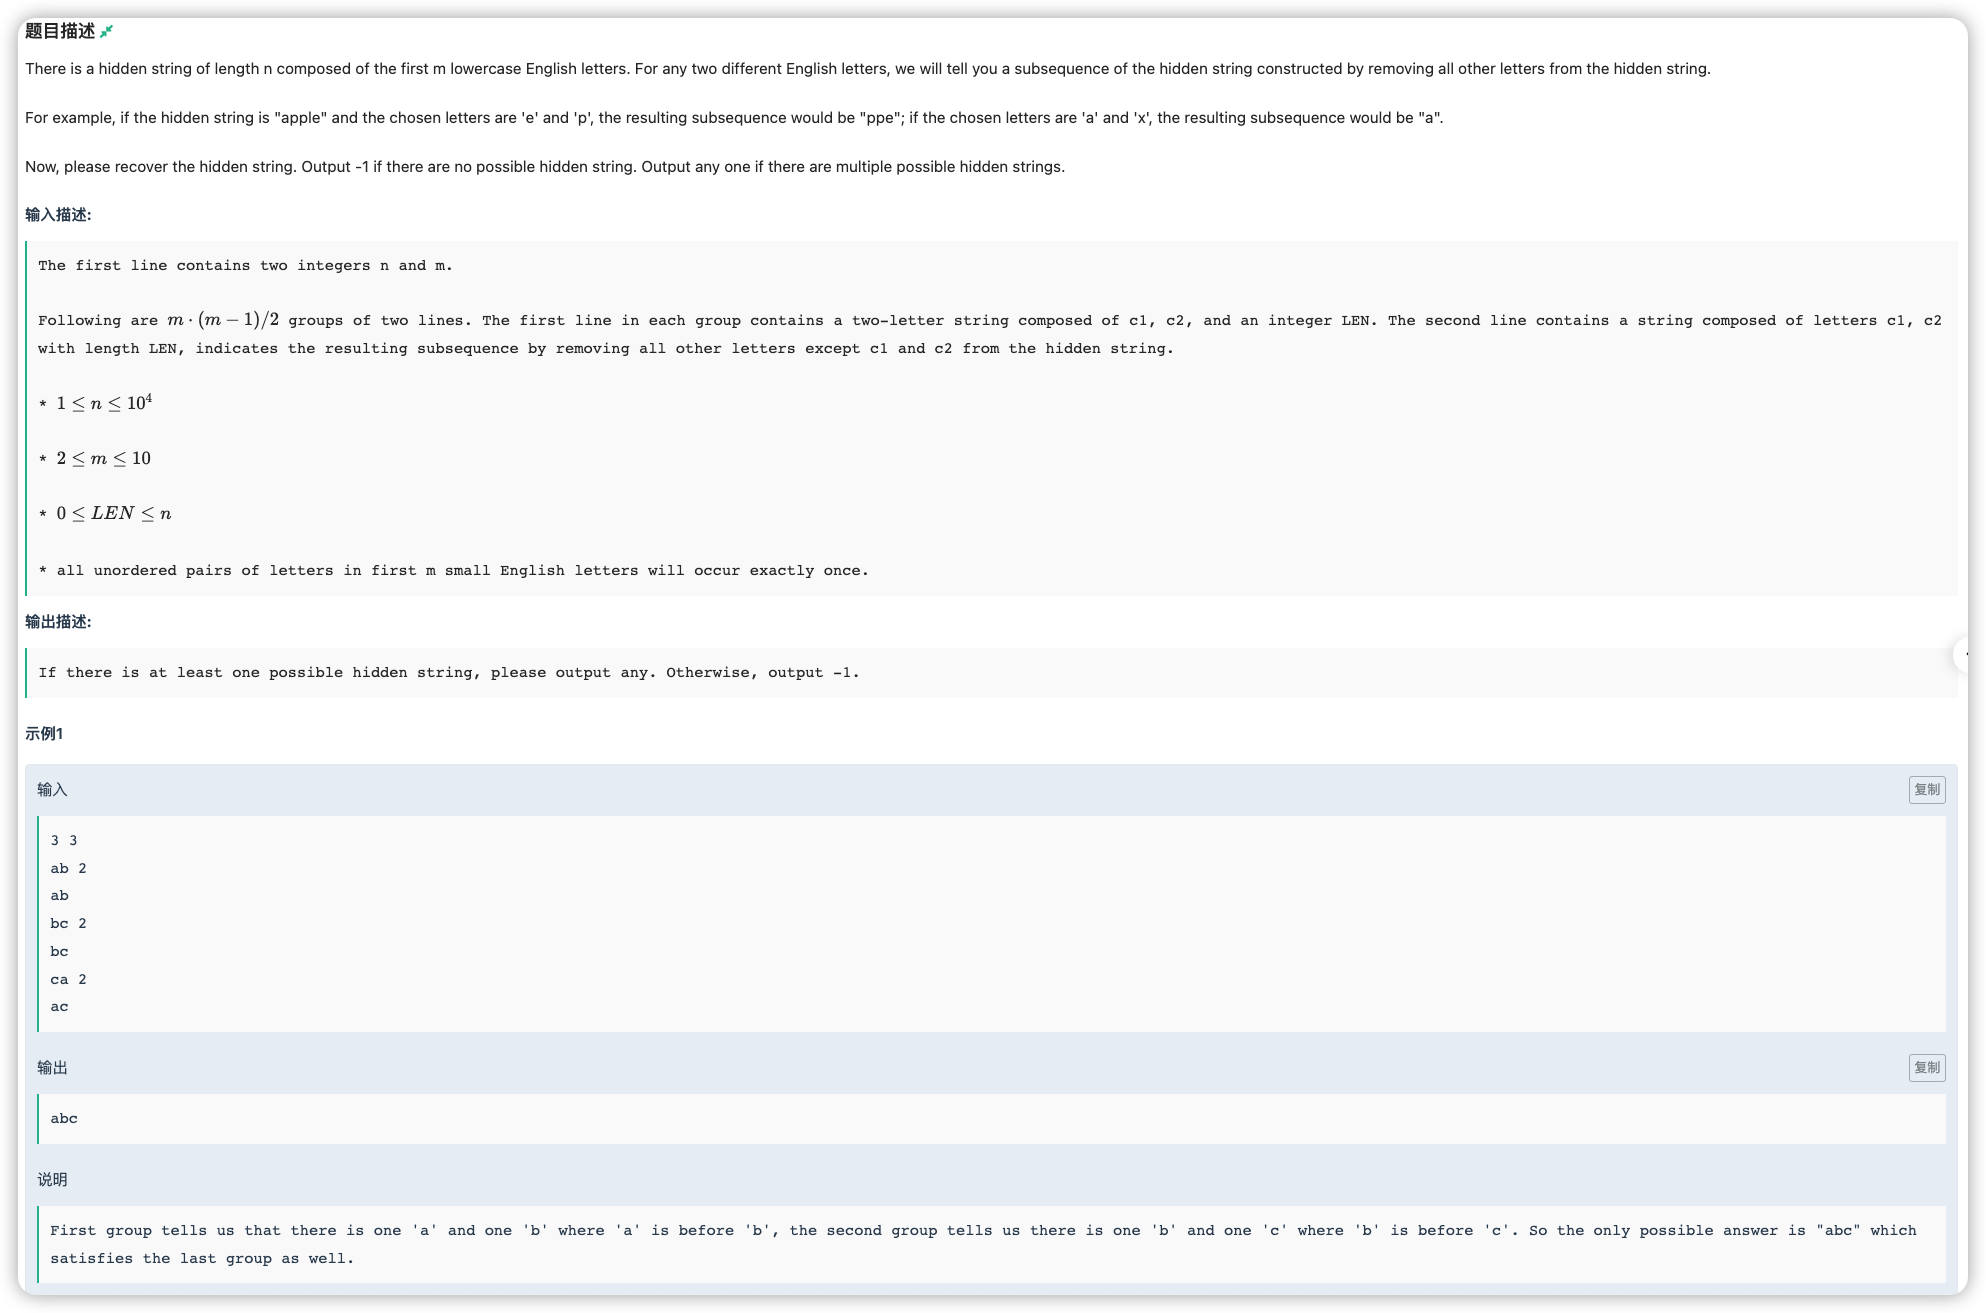 题目描述
There is a hidden string of length n composed of the first m lowercase English letters. For any two different English letters, we will tell you a subsequence of the hidden string constructed by removing all other letters from the hidden string.
For example, if the hidden string is "apple" and the chosen letters are 'e' and 'p', the resulting subsequence would be "ppe"; if the chosen letters are 'a' and 'x', the resulting subsequence would be "a".
Now, please recover the hidden string. Output -1 if there are no possible hidden string. Output any one if there are multiple possible hidden strings.
输入描述:
The first line contains two integers n and m.
Following are m · (m − 1)/2 groups of two lines. The first line in each group contains a two-letter string composed of c1, c2, and an integer LEN. The second line contains a string composed of letters c1, c2
with length LEN, indicates the resulting subsequence by removing all other letters except c1 and c2 from the hidden string.
* 1 ≤ n ≤ 10⁴
* 2 ≤ m ≤ 10
* 0 ≤ LEN ≤ n
* all unordered pairs of letters in first m small English letters will occur exactly once.
输出描述:
If there is at least one possible hidden string, please output any. Otherwise, output -1.
示例1
输入
复制
3 3
ab 2
ab
bc 2
bc
ca 2
ac
输出
复制
abc
说明
First group tells us that there is one 'a' and one 'b' where 'a' is before 'b', the second group tells us there is one 'b' and one 'c' where 'b' is before 'c'. So the only possible answer is "abc" which
satisfies the last group as well.